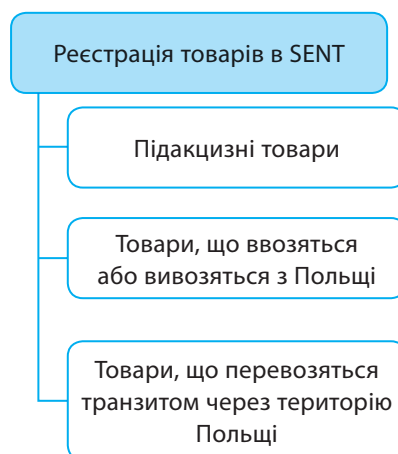 Реєстрація товарів в SENT
Підакцизні товари
Товари, що ввозяться
або вивозяться з Польщі
Товари, що перевозяться
транзитом через територію
Польщі